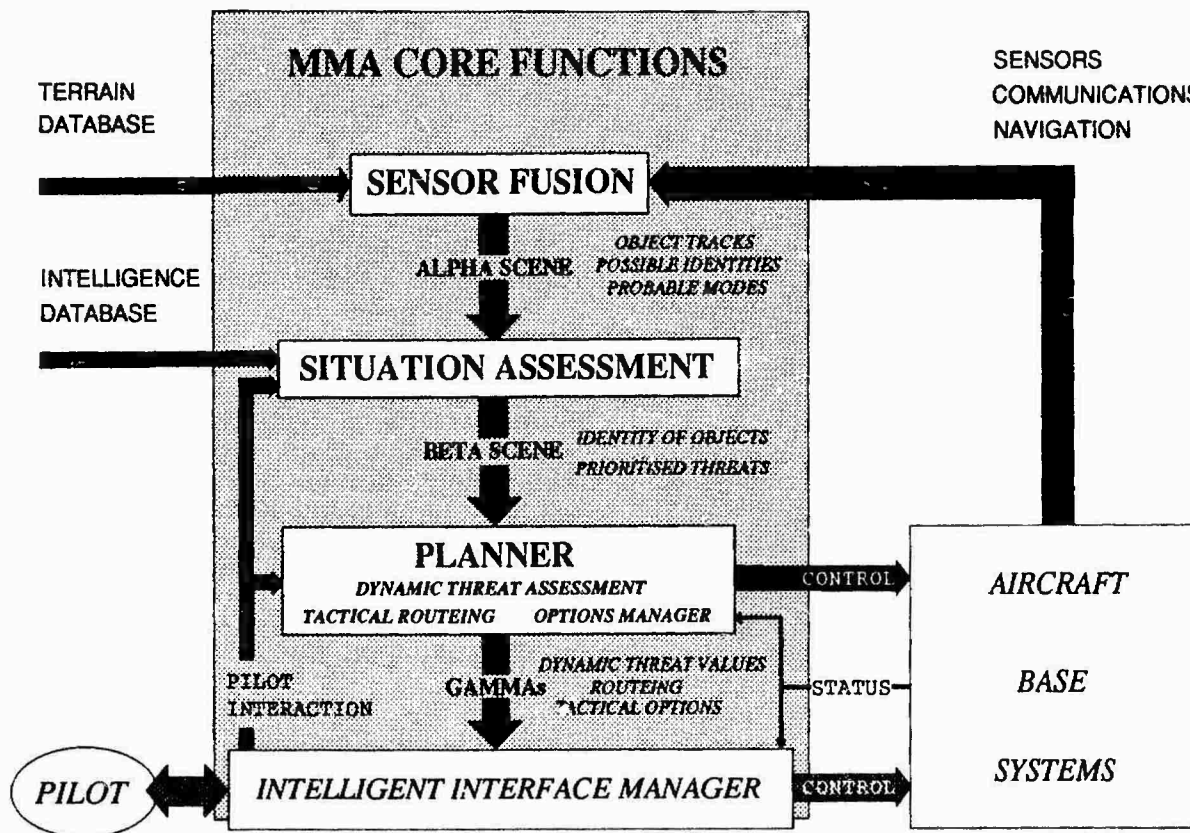 MMA CORE FUNCTIONS
TERRAIN
DATABASE
SENSORS
COMMUNICATIONS
NAVIGATION
SENSOR FUSION
ALPHA SCENE
OBJECT TRACKS
POSSIBLE IDENTITIES
PROBABLE MODES
INTELLIGENCE
DATABASE
SITUATION ASSESSMENT
BETA SCENE
IDENTITY OF OBJECTS
PRIORITISED THREATS
PLANNER
DYNAMIC THREAT ASSESSMENT
TACTICAL ROUTEING OPTIONS MANAGER
CONTROL
AIRCRAFT
BASE
SYSTEMS
PILOT
INTERACTION
GAMMAs
DYNAMIC THREAT VALUES
ROUTEING
TACTICAL OPTIONS
STATUS
PILOT
INTELLIGENT INTERFACE MANAGER
CONTROL